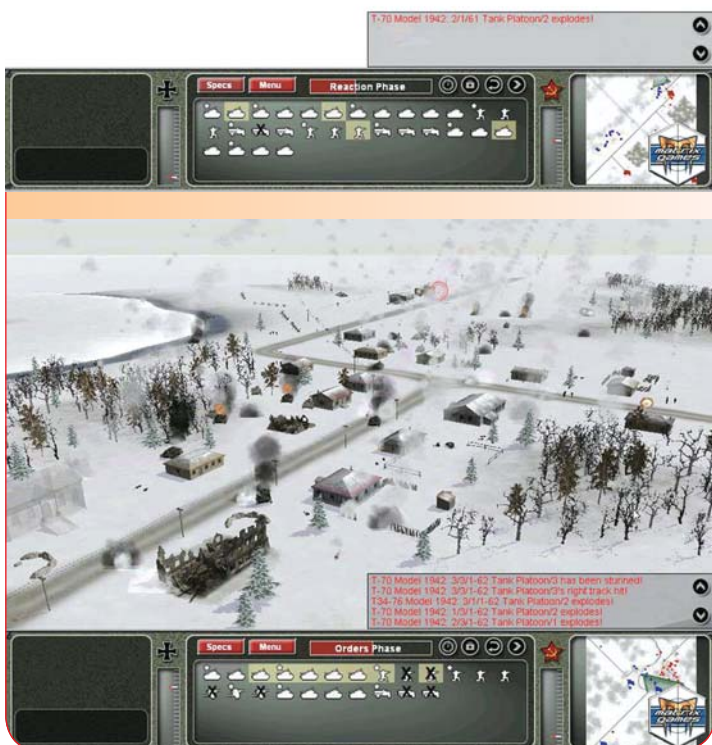 T-70 Model 1942, 2/1/61 Tank Platoon/2 explodes!
Specs
Menu
Reaction Phase
matrix
games
T-70 Model 1942, 3/3/1-62 Tank Platoon/3 has been stunned!
T-70 Model 1942, 3/3/1-62 Tank Platoon/3's right track hit!
T34-76 Model 1942, 3/1/1-62 Tank Platoon/2 explodes!
T-70 Model 1942, 1/3/1-62 Tank Platoon/2 explodes!
T-70 Model 1942, 2/3/1-62 Tank Platoon/1 explodes!
Specs
Menu
Orders Phase
matrix
games